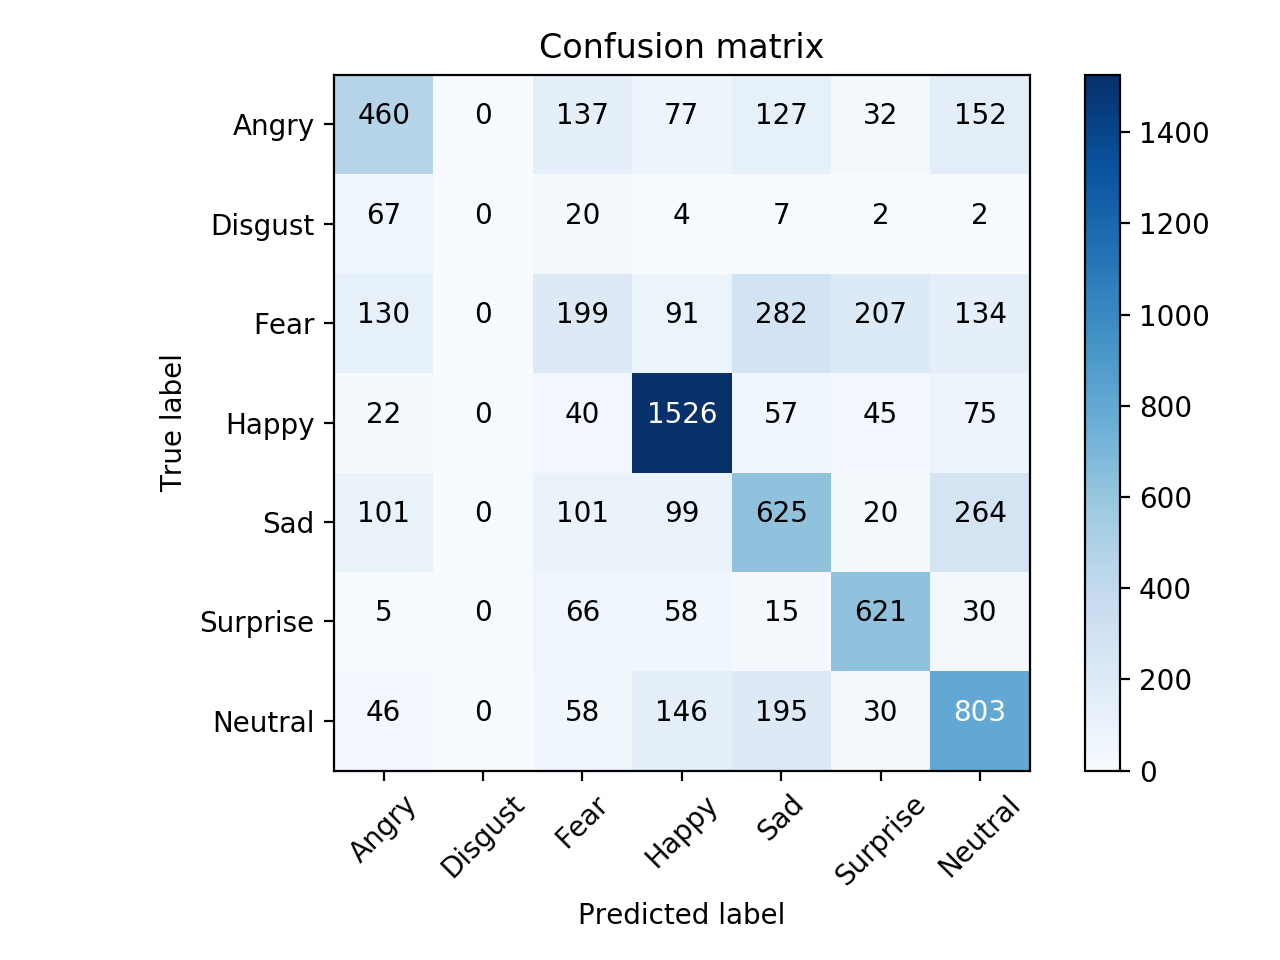 Confusion matrix
Angry 460 0 137 77 127 32 152
Disgust 67 0 20 4 7 2 2
Fear 130 0 199 91 282 207 134
Happy 22 0 40 1526 57 45 75
Sad 101 0 101 99 625 20 264
Surprise 5 0 66 58 15 621 30
Neutral 46 0 58 146 195 30 803
True label
Angry Disgust Fear Happy Sad Surprise Neutral
Predicted label
1400
1200
1000
800
600
400
200
0